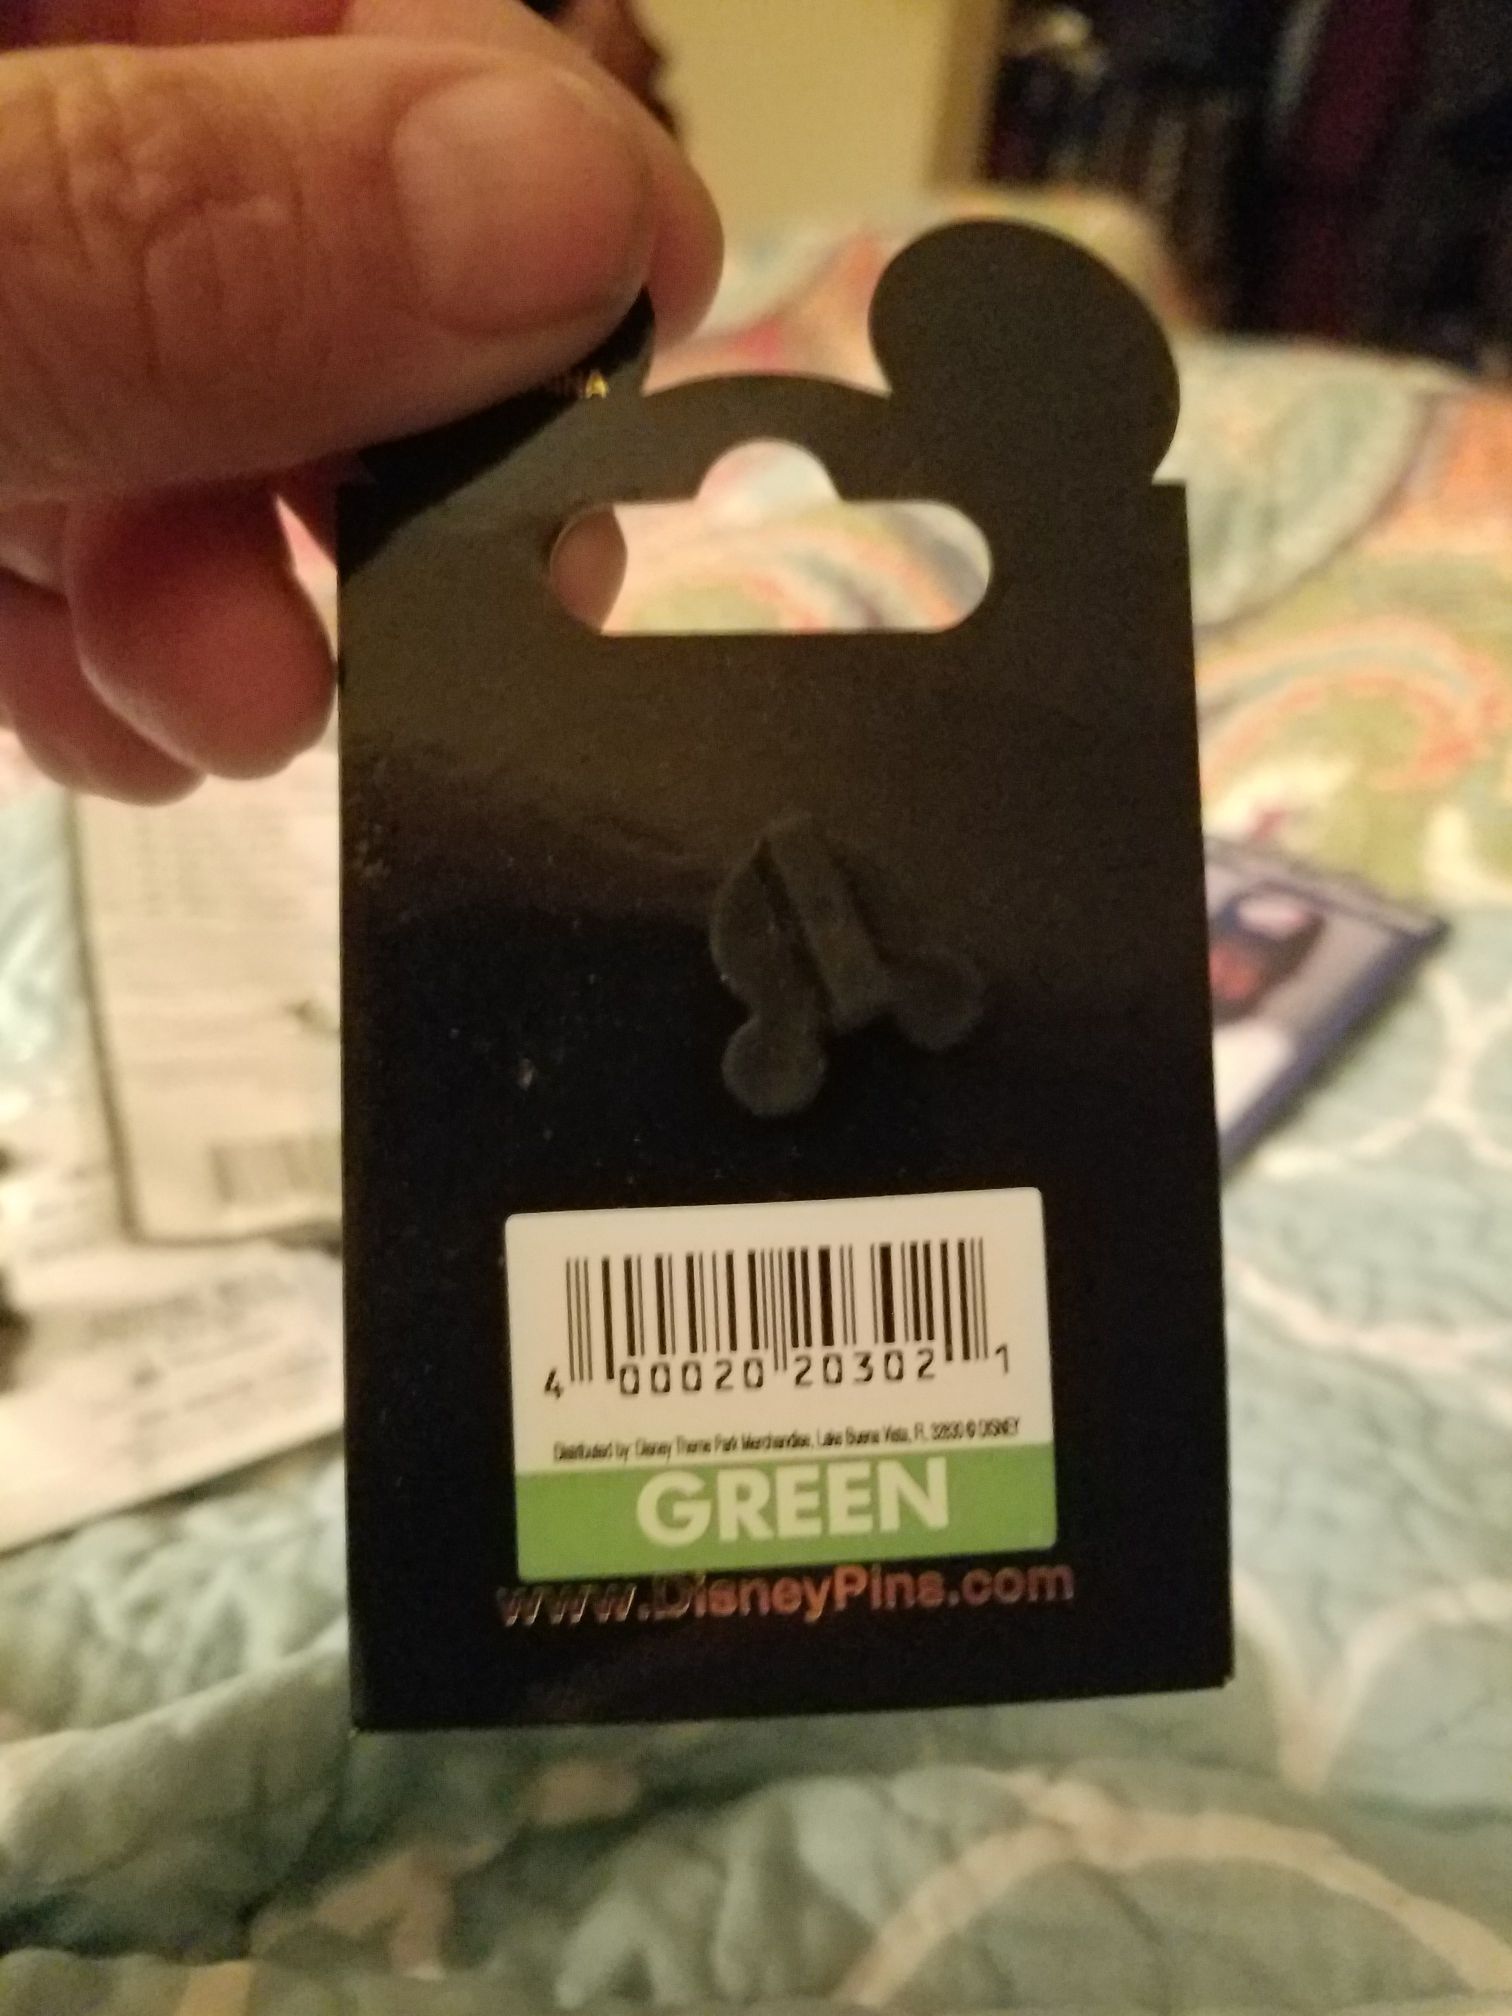 4 00020 20302 1
Distributed by: Disney Theme Park Merchandise, Lake Buena Vista, FL 32830 © DISNEY
GREEN
www.DisneyPins.com